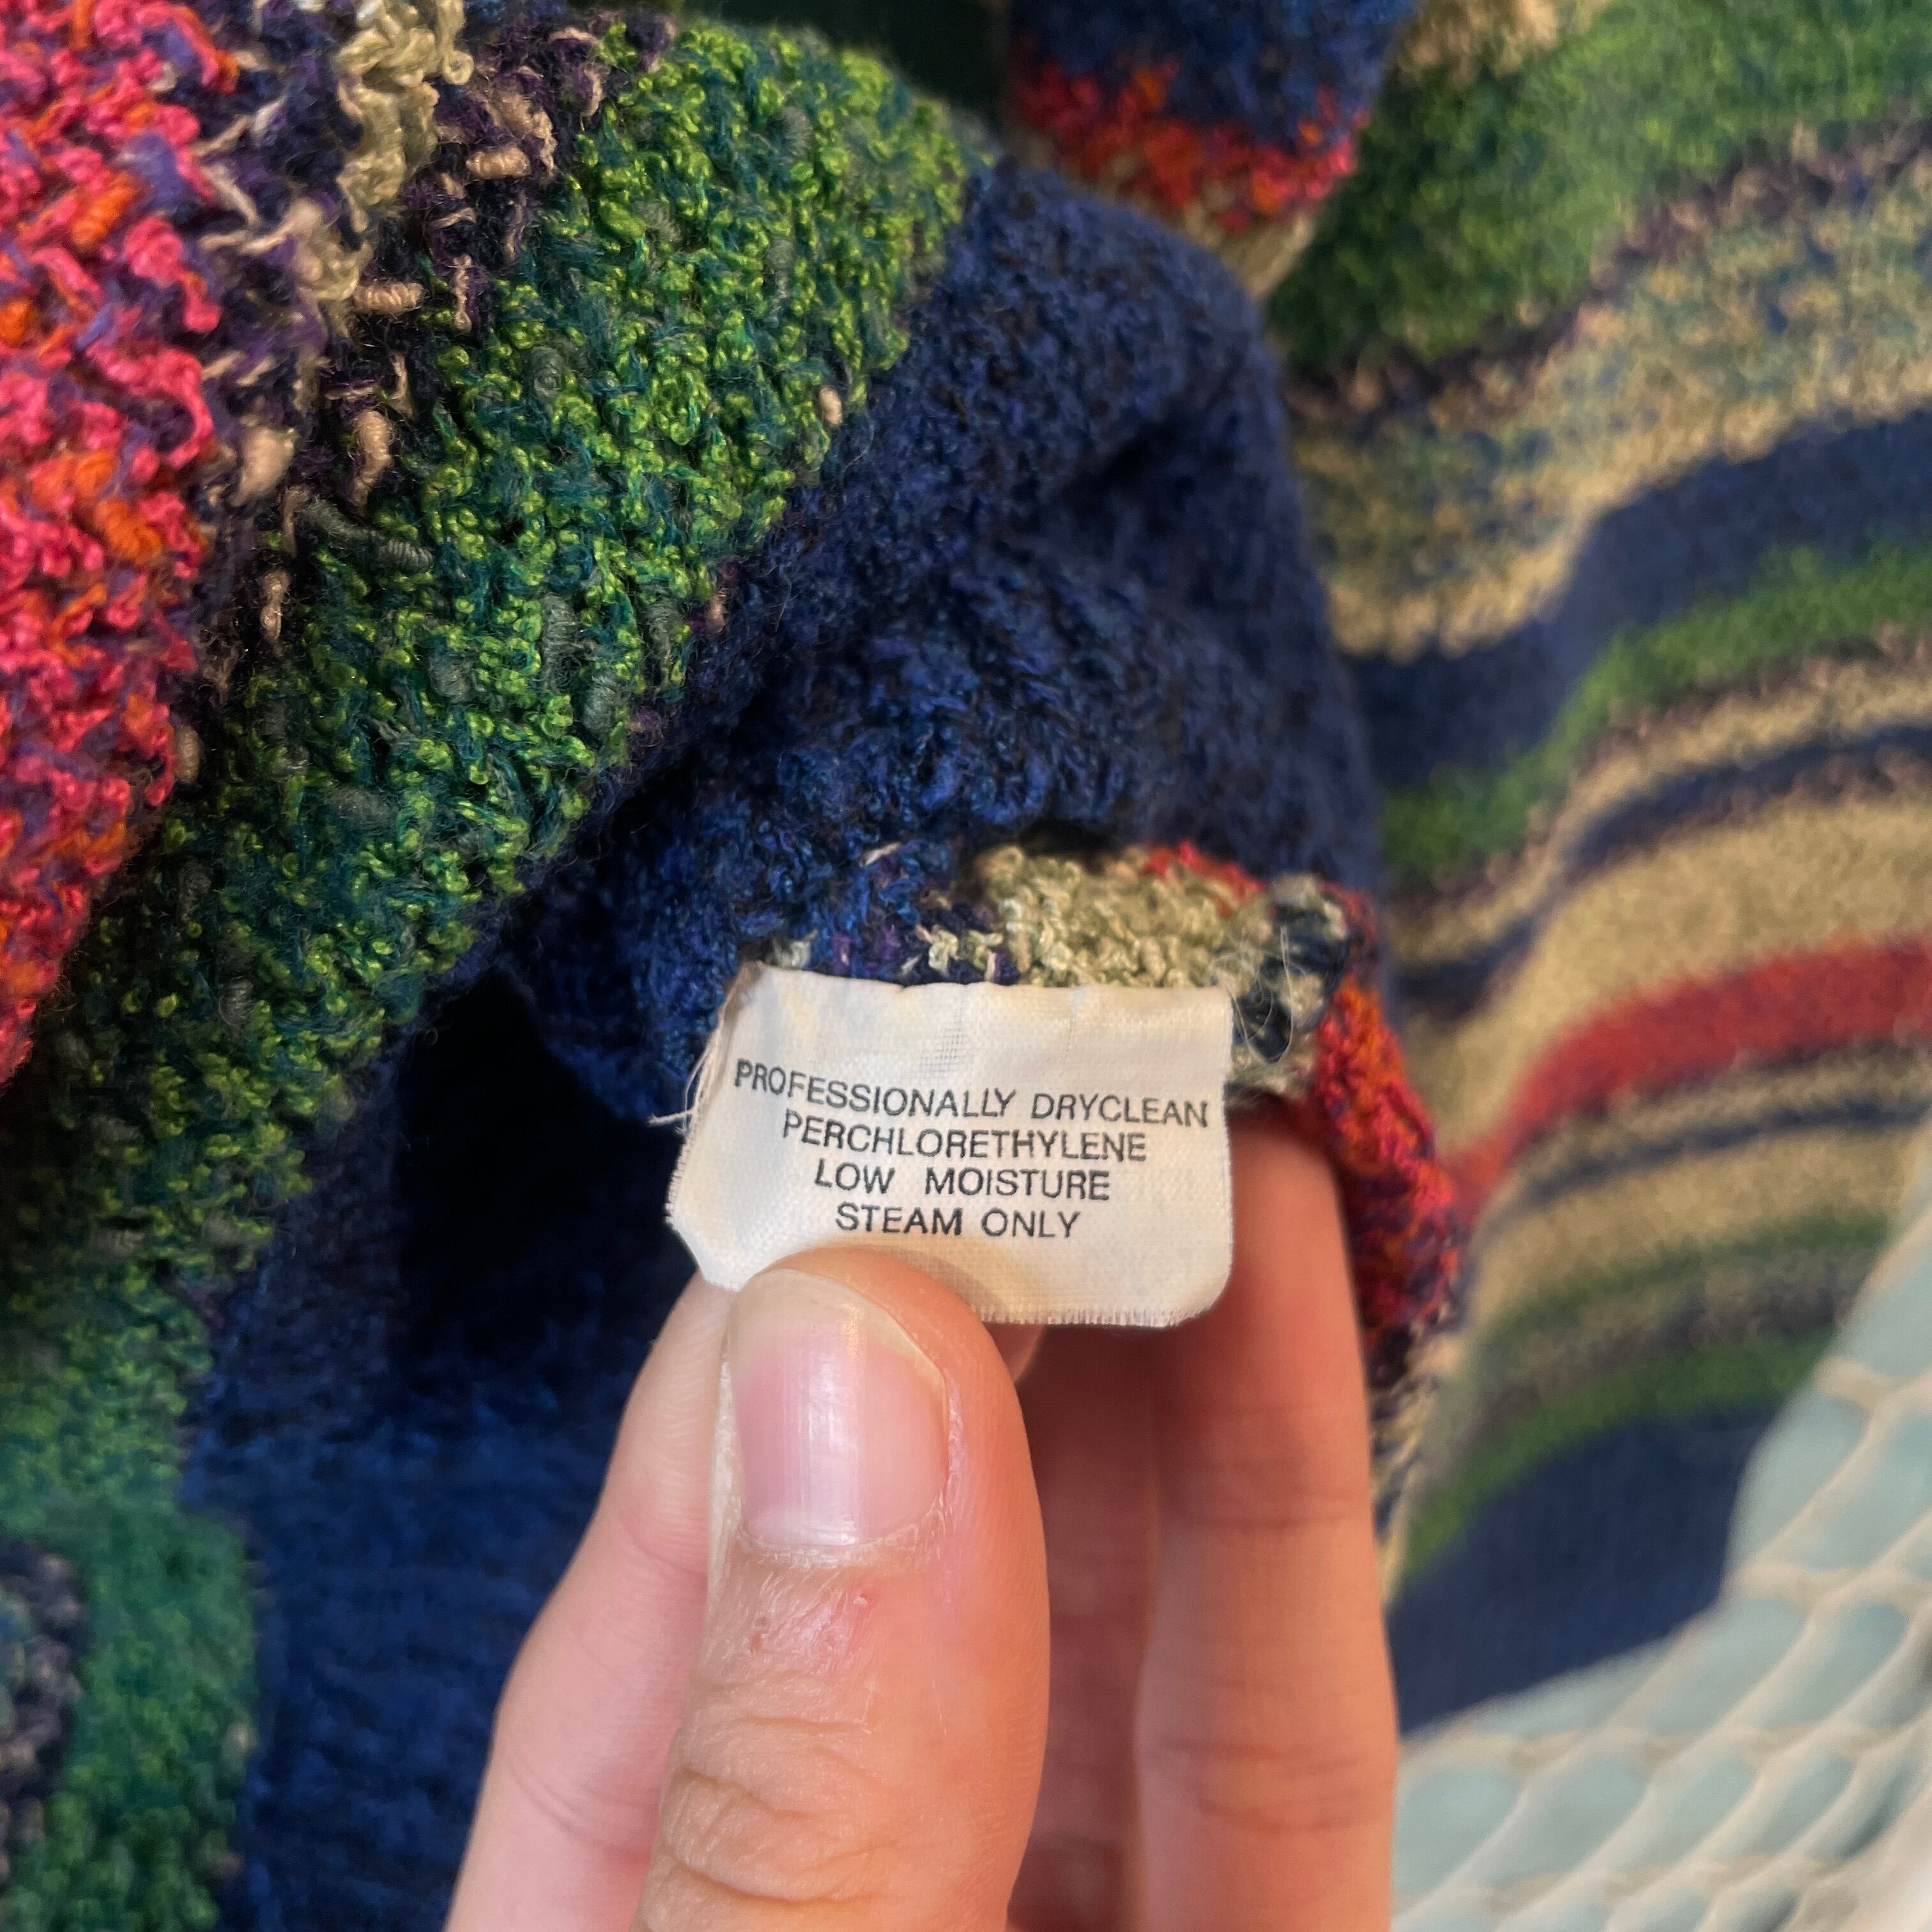 PROFESSIONALLY DRYCLEAN
PERCHLORETHYLENE
LOW MOISTURE
STEAM ONLY